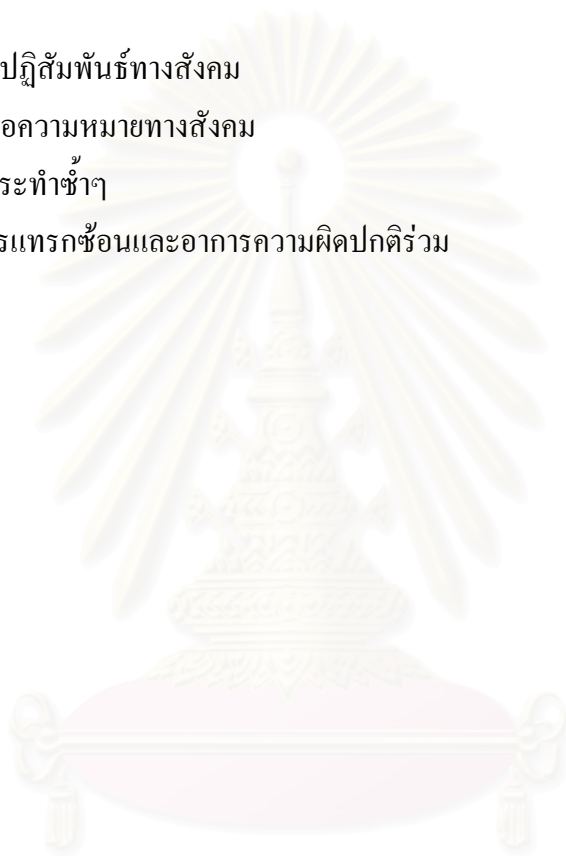 ปฏิสัมพันธ์ทางสังคม
อความหมายทางสังคม
ระทำซ้ำๆ
รแทรกซ้อนและอาการความผิดปกติร่วม